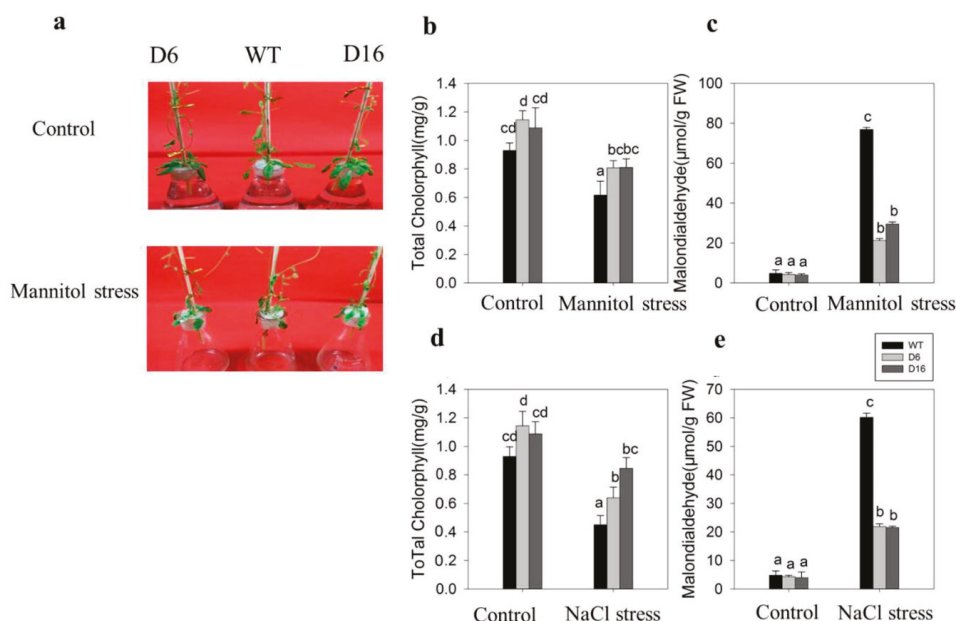 a
D6 WT D16
Control
Mannitol stress
b
Total Cholorphyll(mg/g)
1.4
1.2
1.0
0.8
0.6
0.4
0.2
0.0
cd d cd
a bcbc
Control Mannitol stress
c
Malondialdehyde(μmol/g FW)
100
80
60
40
20
0
a a a
c b b
Control Mannitol stress
d
ToTal Cholorphyll(mg/g)
1.4
1.2
1.0
0.8
0.6
0.4
0.2
0.0
cd d cd
a b bc
Control NaCl stress
e
WT
D6
D16
Malondialdehyde(μmol/g FW)
70
60
50
40
30
20
10
0
a a a
c b b
Control NaCl stress